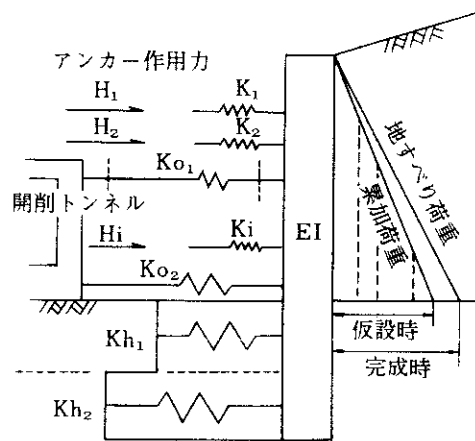 アンカー作用力
H₁
K₁
H₂
K₂
Ko₁
開削トンネル
Hi
Ki
EI
Ko₂
Kh₁
Kh₂
地すべり荷重
累加荷重
仮設時
完成時